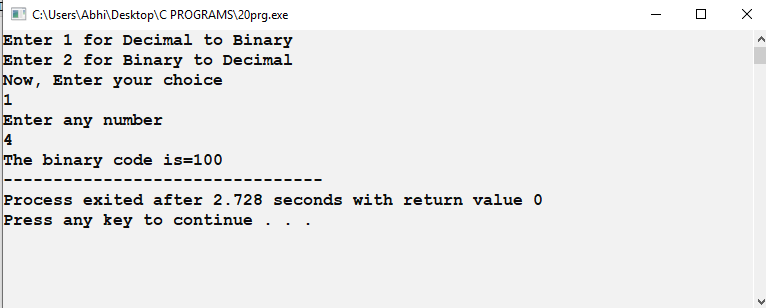 C:\Users\Abhi\Desktop\C PROGRAMS\20prg.exe
Enter 1 for Decimal to Binary
Enter 2 for Binary to Decimal
Now, Enter your choice
1
Enter any number
4
The binary code is=100
--------------------------------
Process exited after 2.728 seconds with return value 0
Press any key to continue . . .